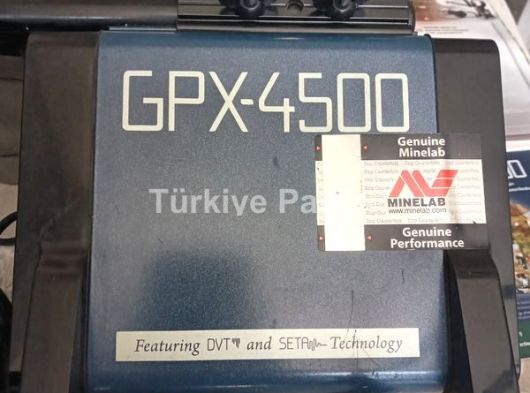 GPX-4500
Genuine
Minelab
MINELAB
www.minelab.com
Genuine
Performance
Türkiye Pa
Featuring DVT and SETA Technology